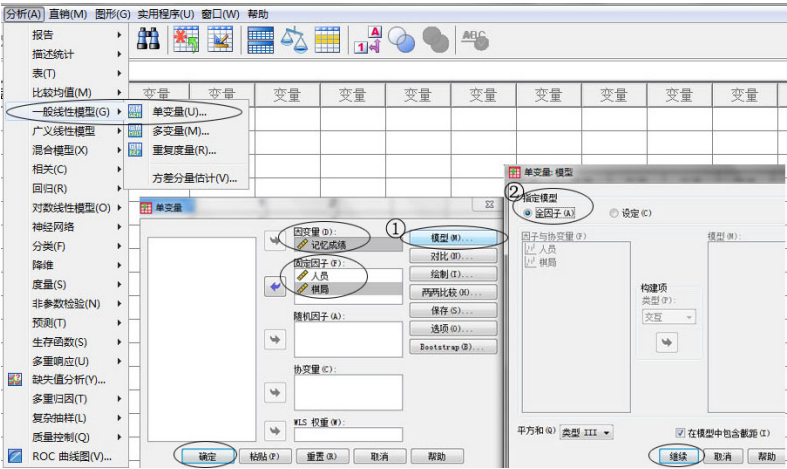 分析(A) 直销(M) 图形(G) 实用程序(U) 窗口(W) 帮助
报告
描述统计
表(T)
比较均值(M)
一般线性模型(G)
广义线性模型
混合模型(X)
相关(C)
回归(R)
对数线性模型(O)
神经网络
分类(F)
降维
度量(S)
非参数检验(N)
预测(T)
生存函数(S)
多重响应(U)
缺失值分析(Y)...
多重归因(T)
复杂抽样(L)
质量控制(Q)
ROC 曲线图(V)...
A
1
ABC
变量 变量 变量 变量 变量 变量 变量 变量 变量 变量
单变量(U)...
多变量(M)...
重复度量(R)...
方差分量估计(V)...
单变量
因变量(D):
记忆成绩
固定因子(F):
人员
棋局
随机因子(A):
协变量(C):
WLS 权重(W):
①
模型(M)...
对比(N)...
绘制(T)...
两两比较(H)...
保存(S)...
选项(O)...
Bootstrap(B)...
确定 粘贴(P) 重置(R) 取消 帮助
单变量: 模型
②
指定模型
全因子(A) 设定(C)
因子与协变量(F): 模型(M):
人员
棋局
构建项
类型(P):
交互
平方和(Q) 类型 III 在模型中包含截距(I)
继续 取消 帮助